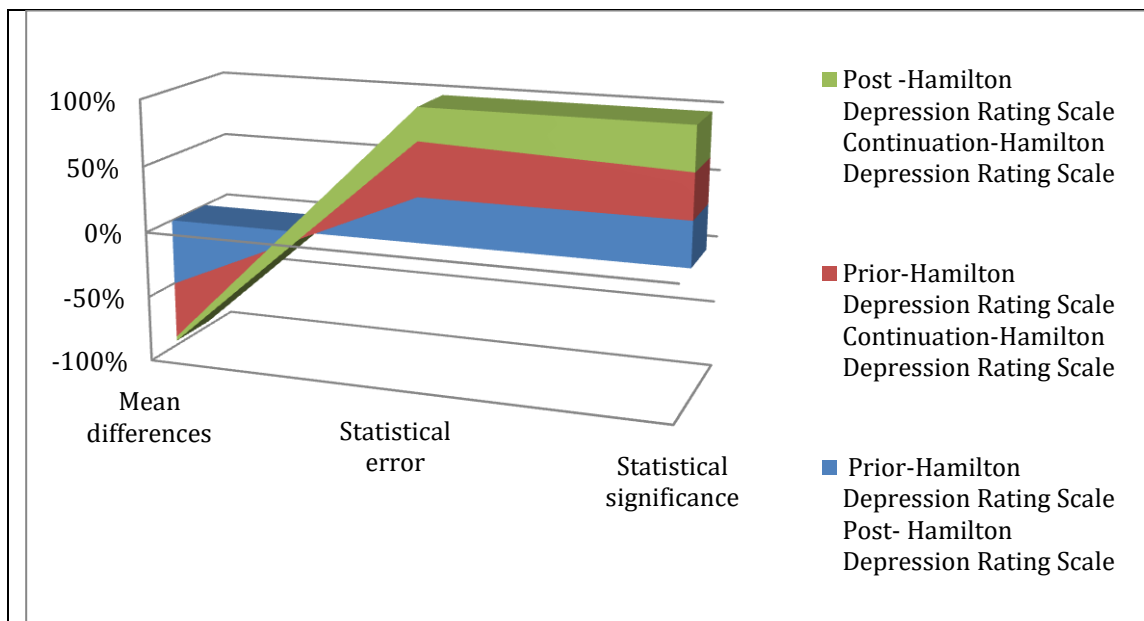 100%
50%
0%
-50%
-100%
Mean
differences
Statistical
error
Statistical
significance
Post -Hamilton
Depression Rating Scale
Continuation-Hamilton
Depression Rating Scale
Prior-Hamilton
Depression Rating Scale
Continuation-Hamilton
Depression Rating Scale
Prior-Hamilton
Depression Rating Scale
Post- Hamilton
Depression Rating Scale